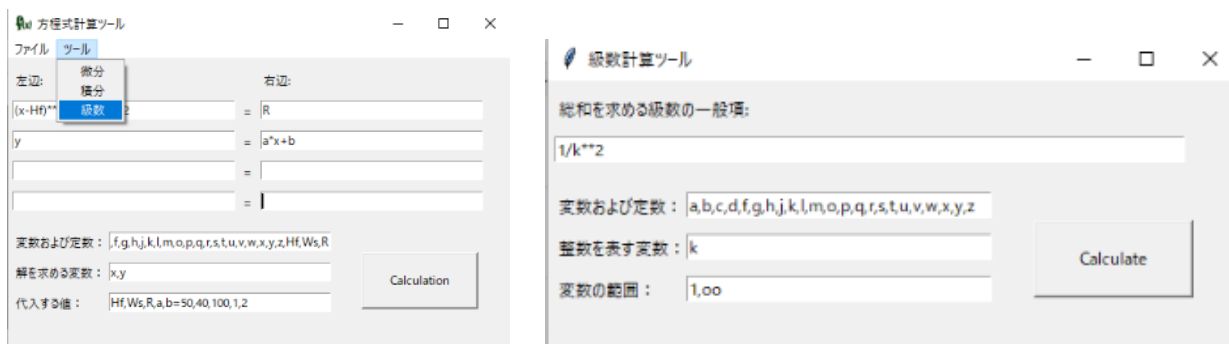 方程式計算ツール
ファイル ツール
微分
積分
級数
左辺: 右辺:
(x-Hf)** 2 = R
y = a*x+b
=
=
変数および定数： ,f,g,h,j,k,l,m,o,p,q,r,s,t,u,v,w,x,y,z,Hf,Ws,R
解を求める変数： x,y
代入する値： Hf,Ws,R,a,b=50,40,100,1,2
Calculation
級数計算ツール
総和を求める級数の一般項:
1/k**2
変数および定数： a,b,c,d,f,g,h,j,k,l,m,o,p,q,r,s,t,u,v,w,x,y,z
整数を表す変数： k
変数の範囲： 1,oo
Calculate